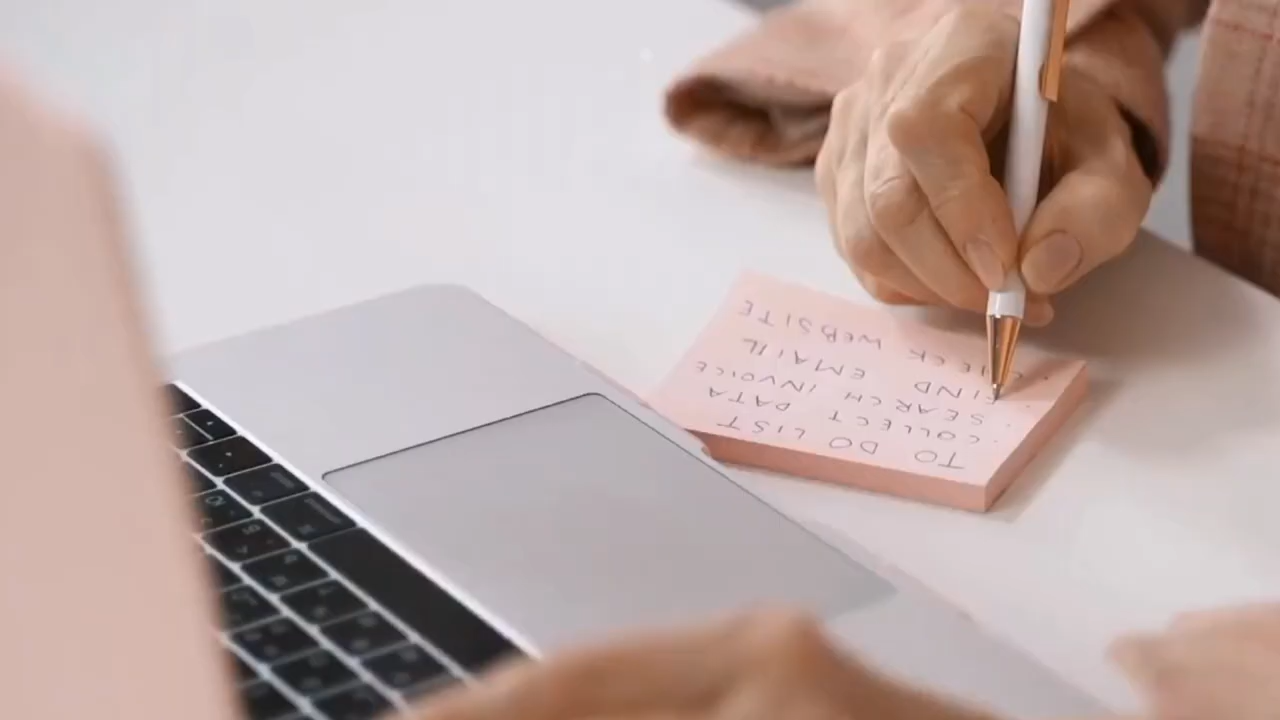 TO DO LIST
· COLLECT DATA
· SEARCH INVOICE
FIND EMAIL
· CHECK WEBSITE